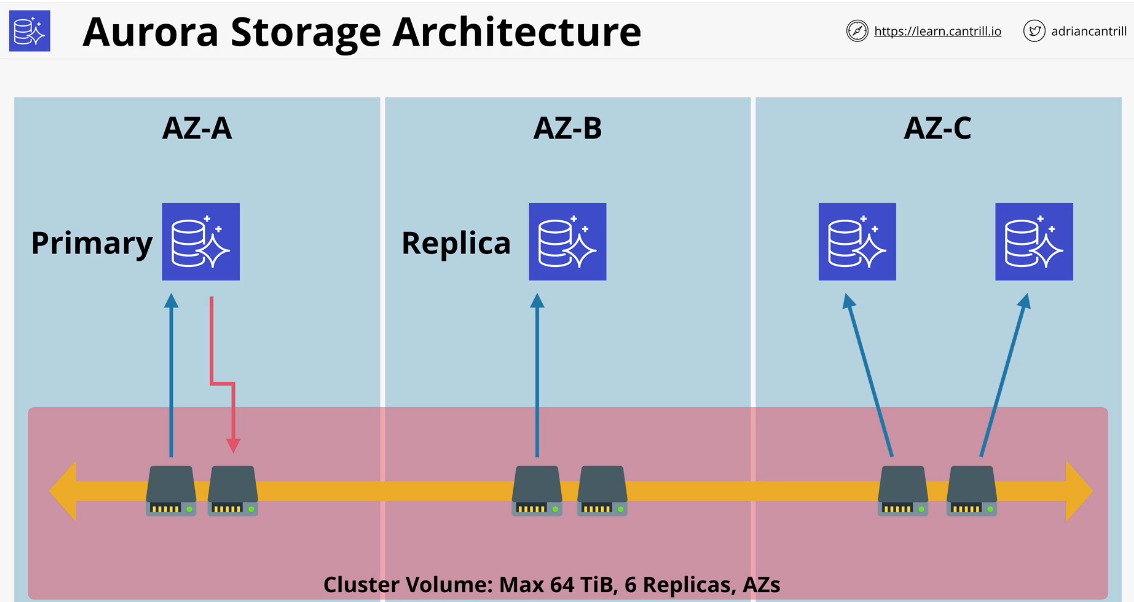 Aurora Storage Architecture
https://learn.cantrill.io
adriancantrill
AZ-A
AZ-B
AZ-C
Primary
Replica
Cluster Volume: Max 64 TiB, 6 Replicas, AZs